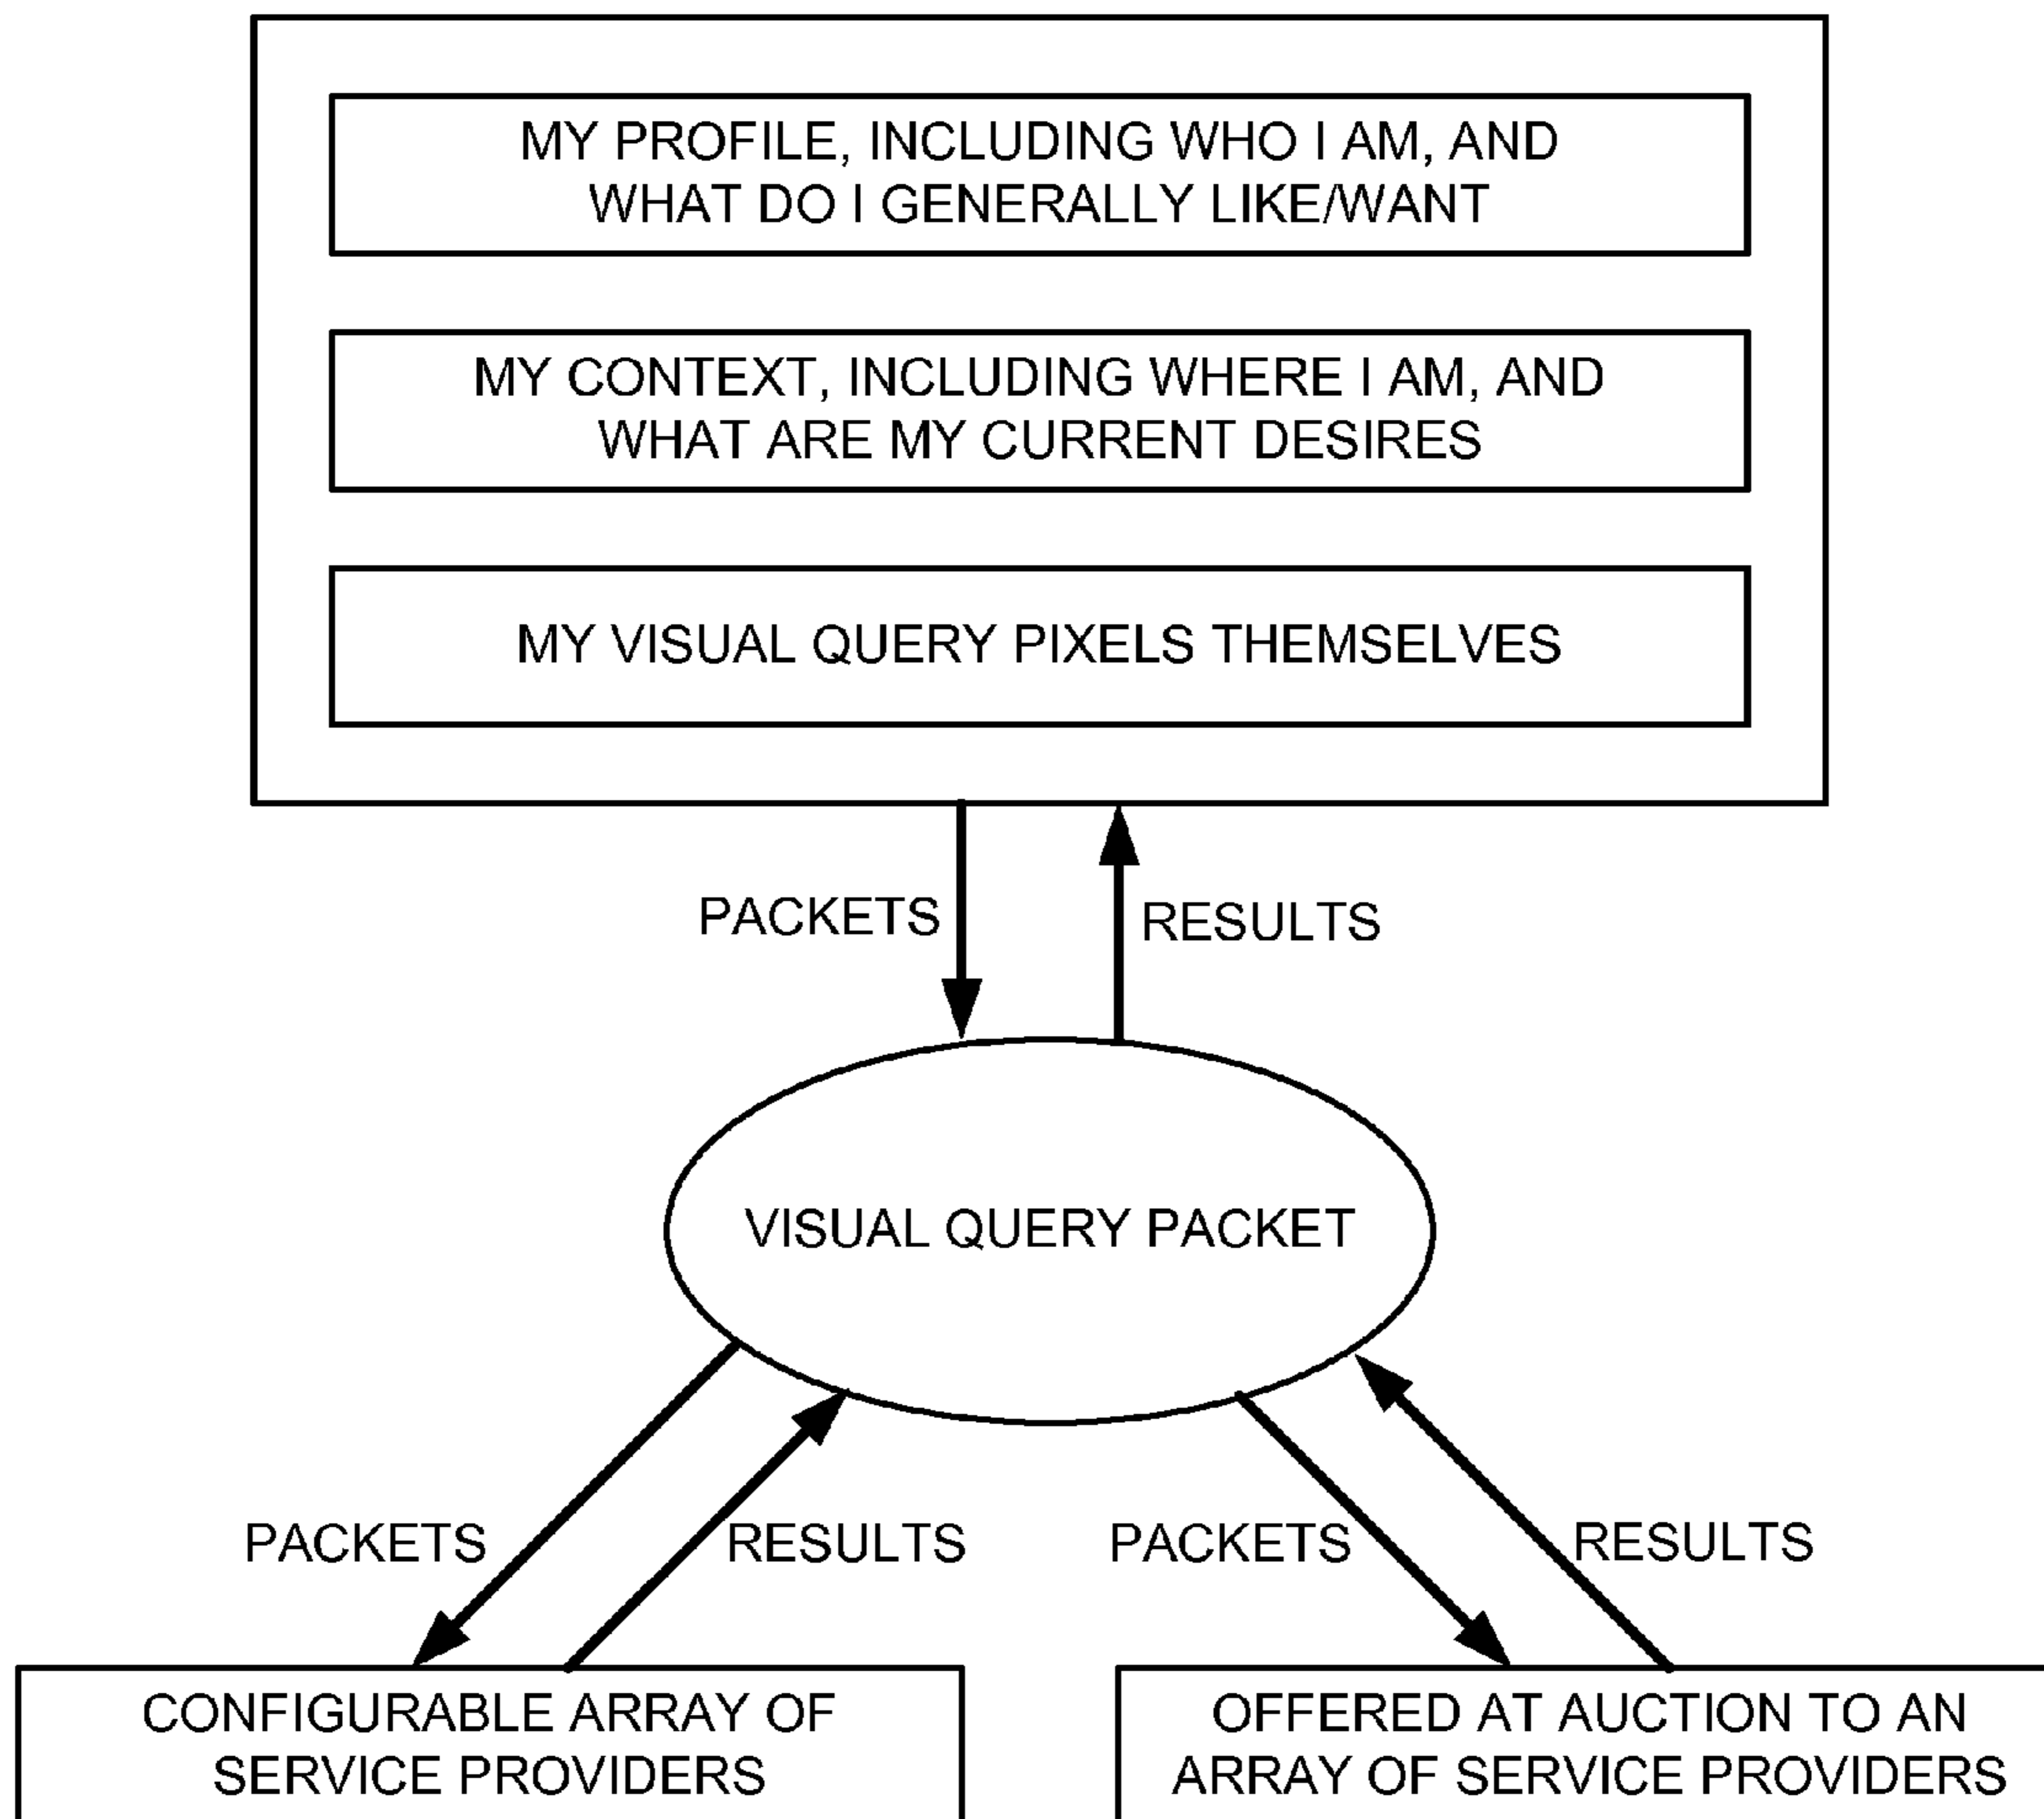 MY PROFILE, INCLUDING WHO I AM, AND
WHAT DO I GENERALLY LIKE/WANT
MY CONTEXT, INCLUDING WHERE I AM, AND
WHAT ARE MY CURRENT DESIRES
MY VISUAL QUERY PIXELS THEMSELVES
PACKETS
RESULTS
VISUAL QUERY PACKET
PACKETS
RESULTS
PACKETS
RESULTS
CONFIGURABLE ARRAY OF
SERVICE PROVIDERS
OFFERED AT AUCTION TO AN
ARRAY OF SERVICE PROVIDERS